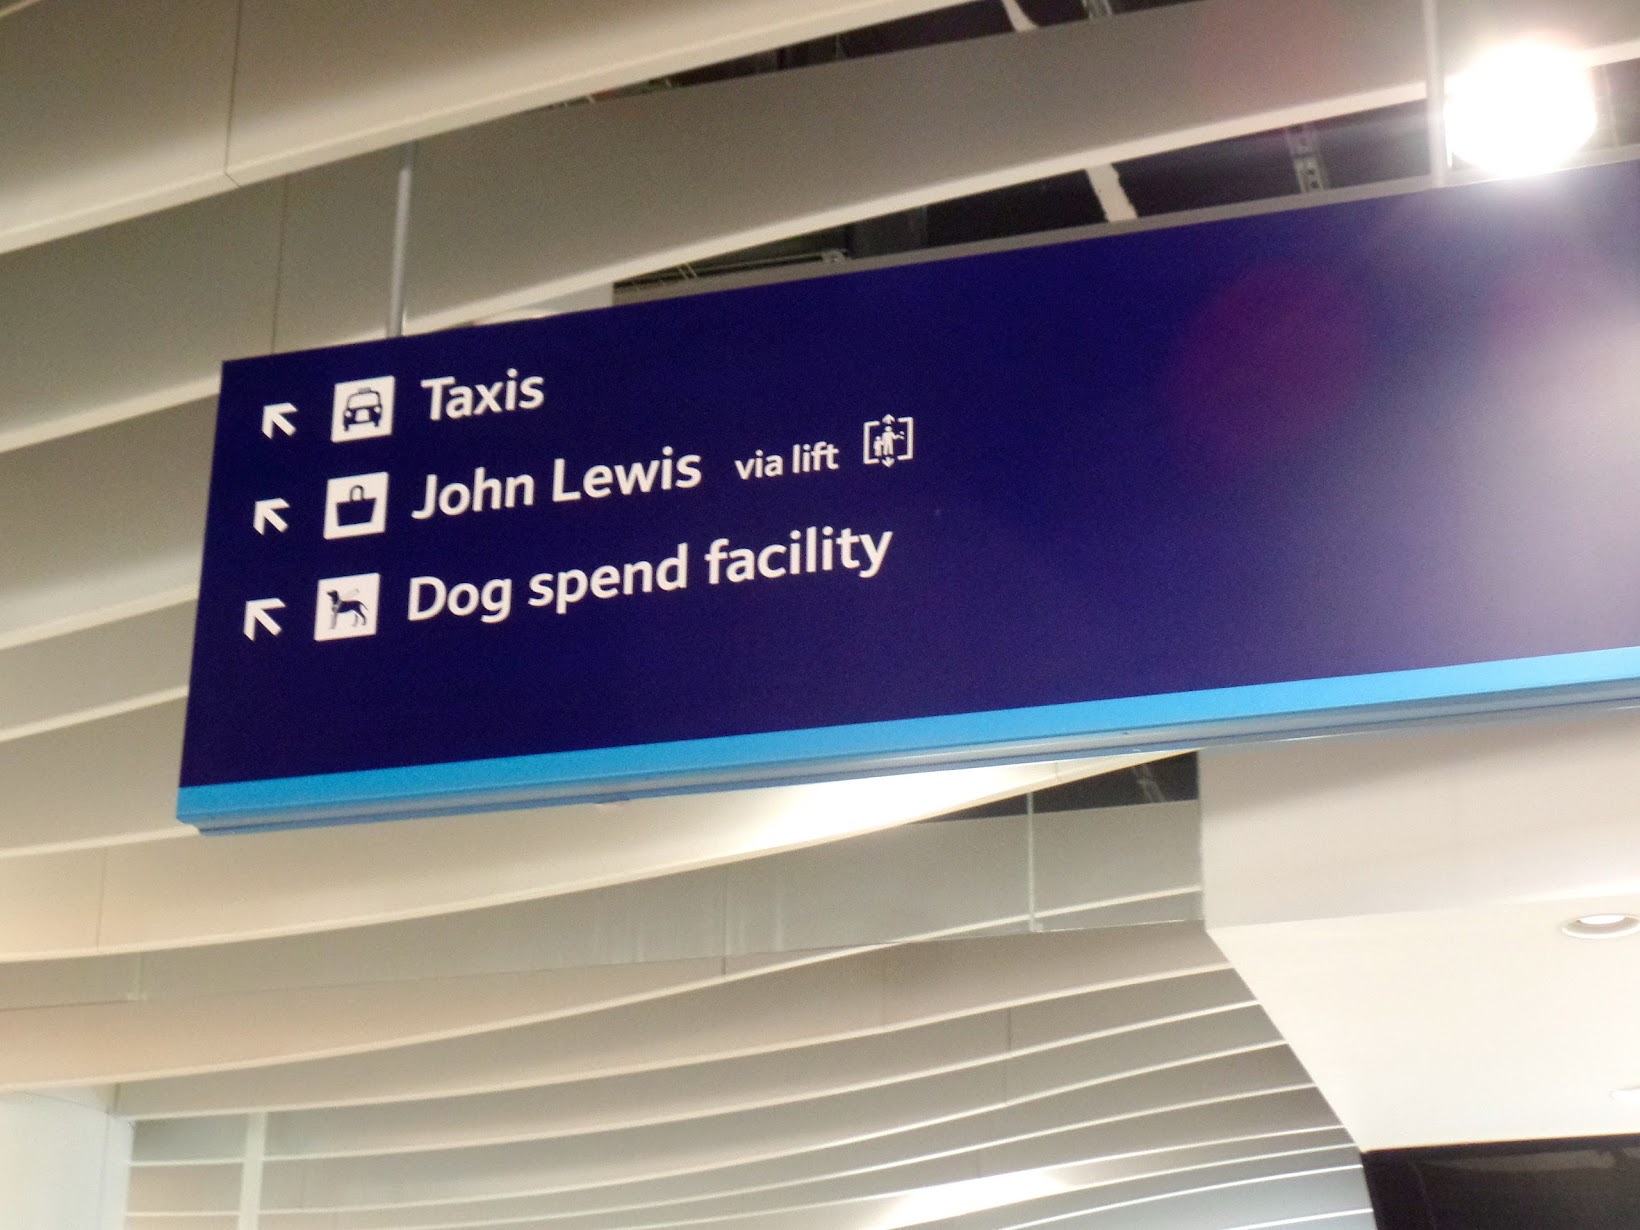 Taxis
John Lewis via lift
Dog spend facility